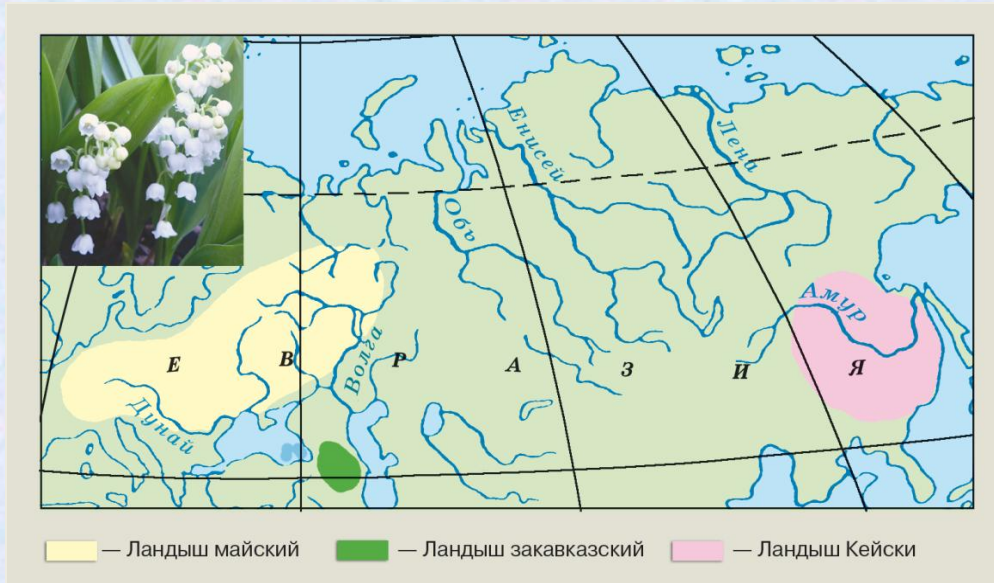 Енисей
Лена
Обь
Амур
Волга
Дунай
Е В Р А З И Я
— Ландыш майский — Ландыш закавказский — Ландыш Кейски